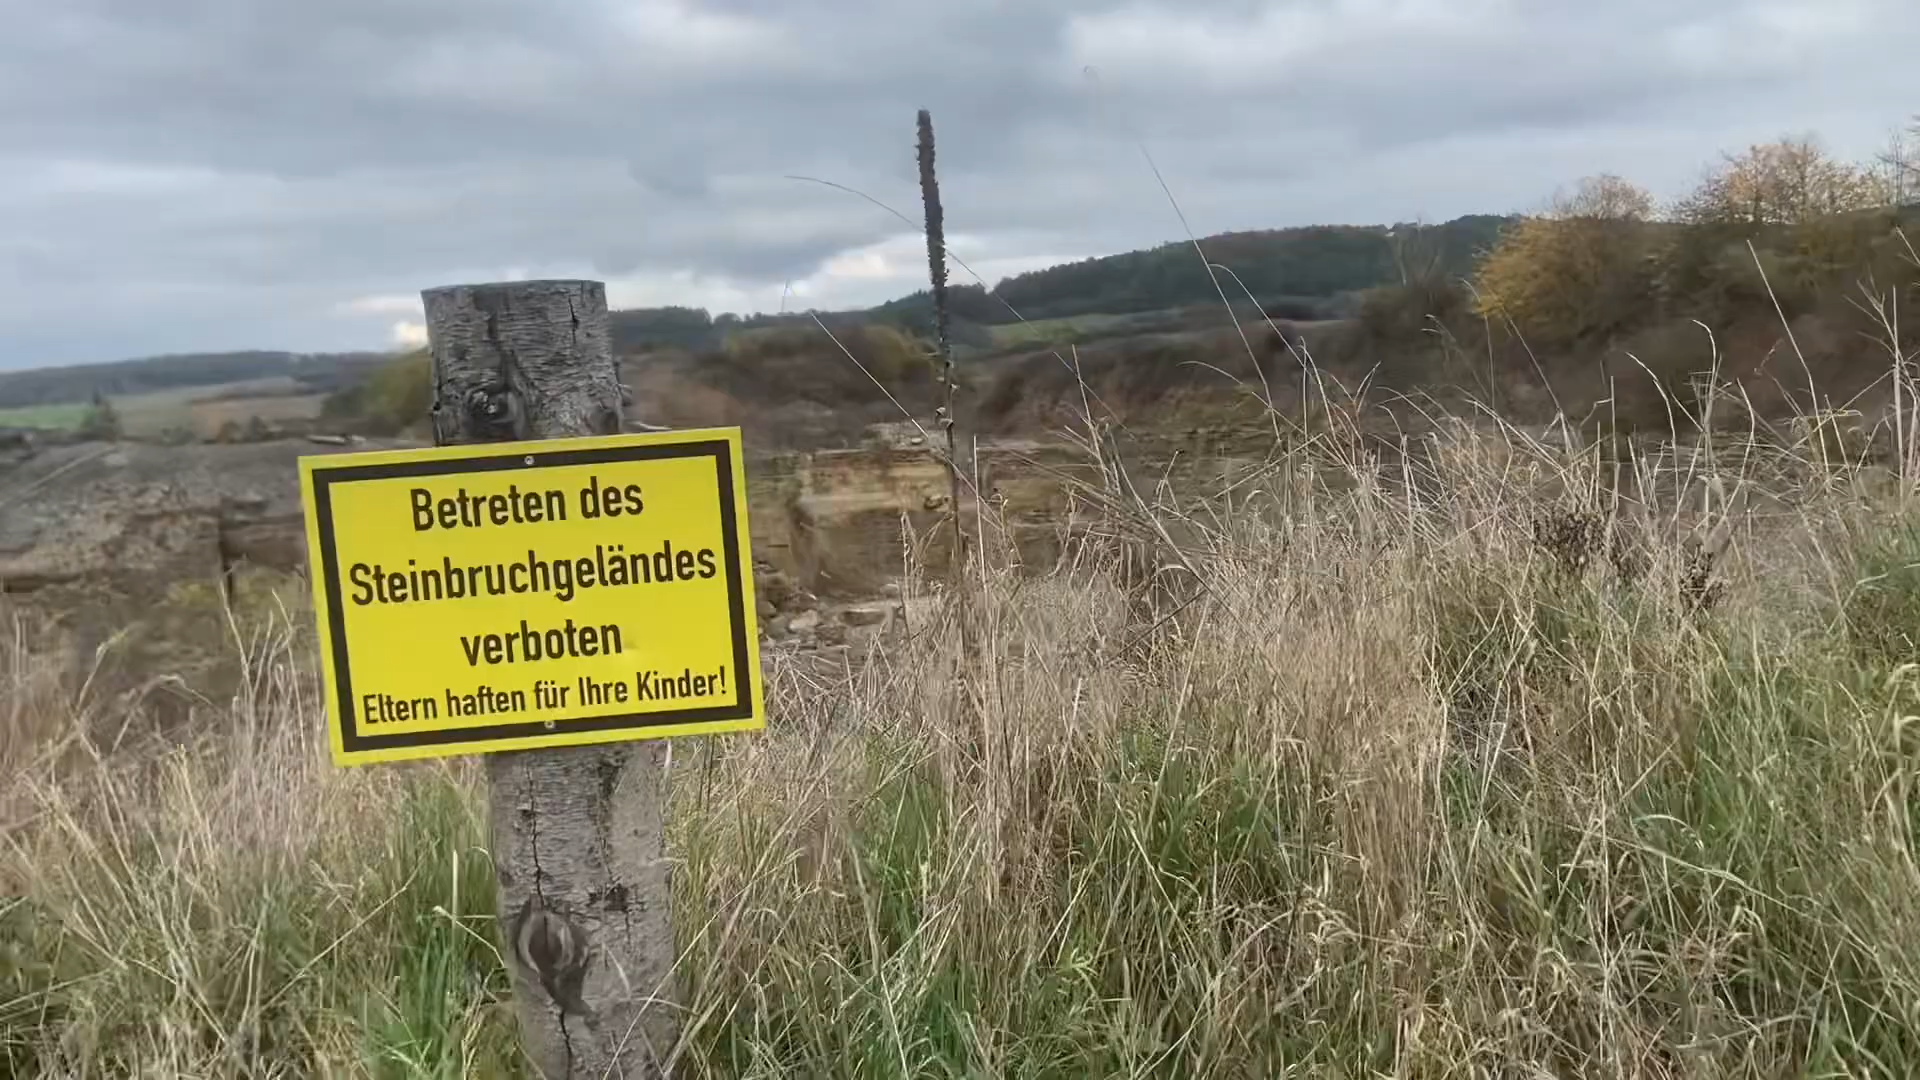 Betreten des
Steinbruchgeländes
verboten
Eltern haften für Ihre Kinder!